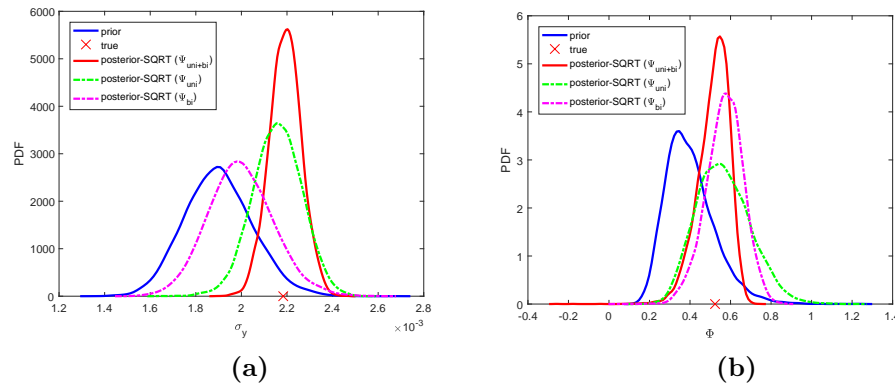 6000
5000
4000
3000
2000
1000
0
PDF
prior
true
posterior-SQRT (Ψuni+bi)
posterior-SQRT (Ψuni)
posterior-SQRT (Ψbi)
1.2 1.4 1.6 1.8 2 2.2 2.4 2.6 2.8
×10-3
σy
(a)
6
5
4
3
2
1
0
PDF
prior
true
posterior-SQRT (Ψuni+bi)
posterior-SQRT (Ψuni)
posterior-SQRT (Ψbi)
-0.4 -0.2 0 0.2 0.4 0.6 0.8 1 1.2 1.4
Φ
(b)